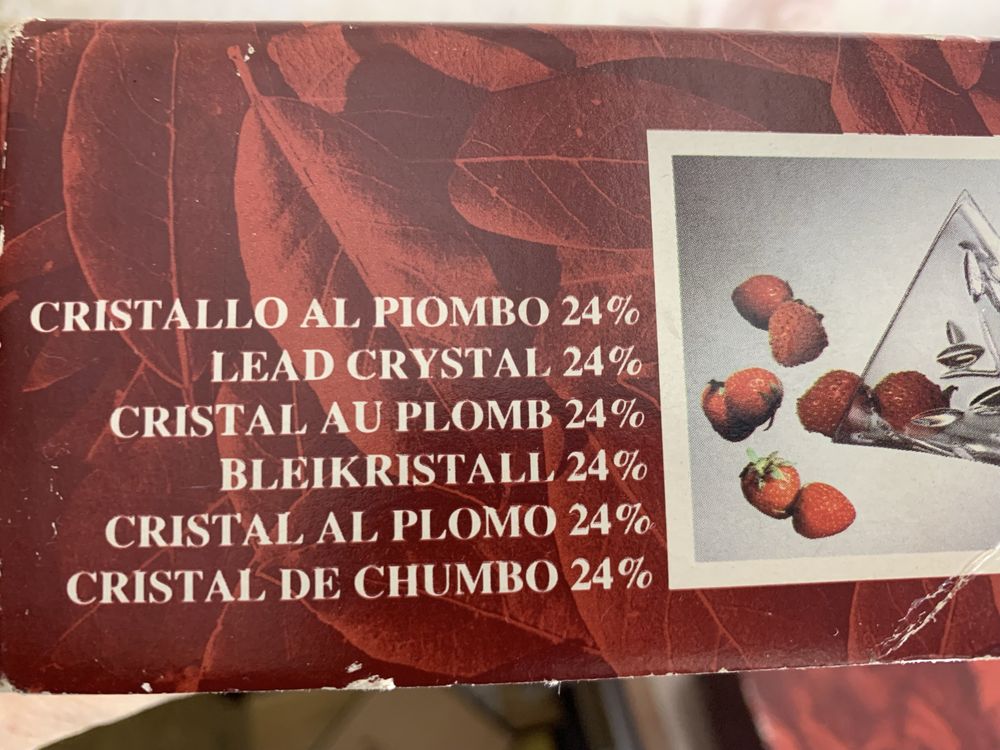 CRISTALLO AL PIOMBO 24%
LEAD CRYSTAL 24%
CRISTAL AU PLOMB 24%
BLEIKRISTALL 24%
CRISTAL AL PLOMO 24%
CRISTAL DE CHUMBO 24%